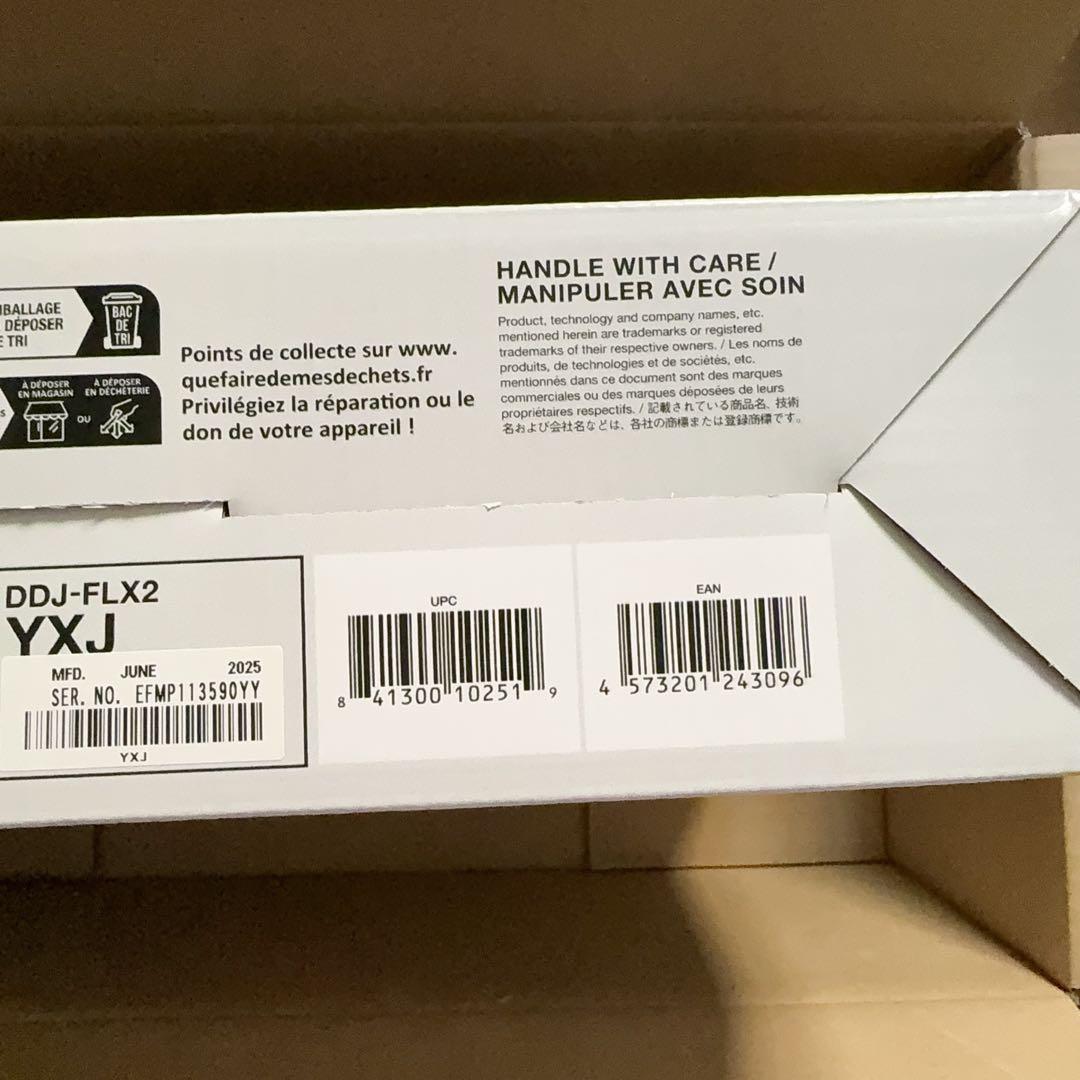 MBALLAGE
DÉPOSER
E TRI
BAC
DE
TRI
À DÉPOSER
EN MAGASIN
OU
À DÉPOSER
EN DÉCHÈTERIE
Points de collecte sur www.
quefairedemesdechets.fr
Privilégiez la réparation ou le
don de votre appareil !
HANDLE WITH CARE /
MANIPULER AVEC SOIN
Product, technology and company names, etc.
mentioned herein are trademarks or registered
trademarks of their respective owners. / Les noms de
produits, de technologies et de sociétés, etc.
mentionnés dans ce document sont des marques
commerciales ou des marques déposées de leurs
propriétaires respectifs. / 記載されている商品名、技術
名および会社名などは、各社の商標または登録商標です。
DDJ-FLX2
YXJ
MFD. JUNE 2025
SER. NO. EFMP113590YY
YXJ
UPC
8 41300 10251 9
EAN
4 573201 243096